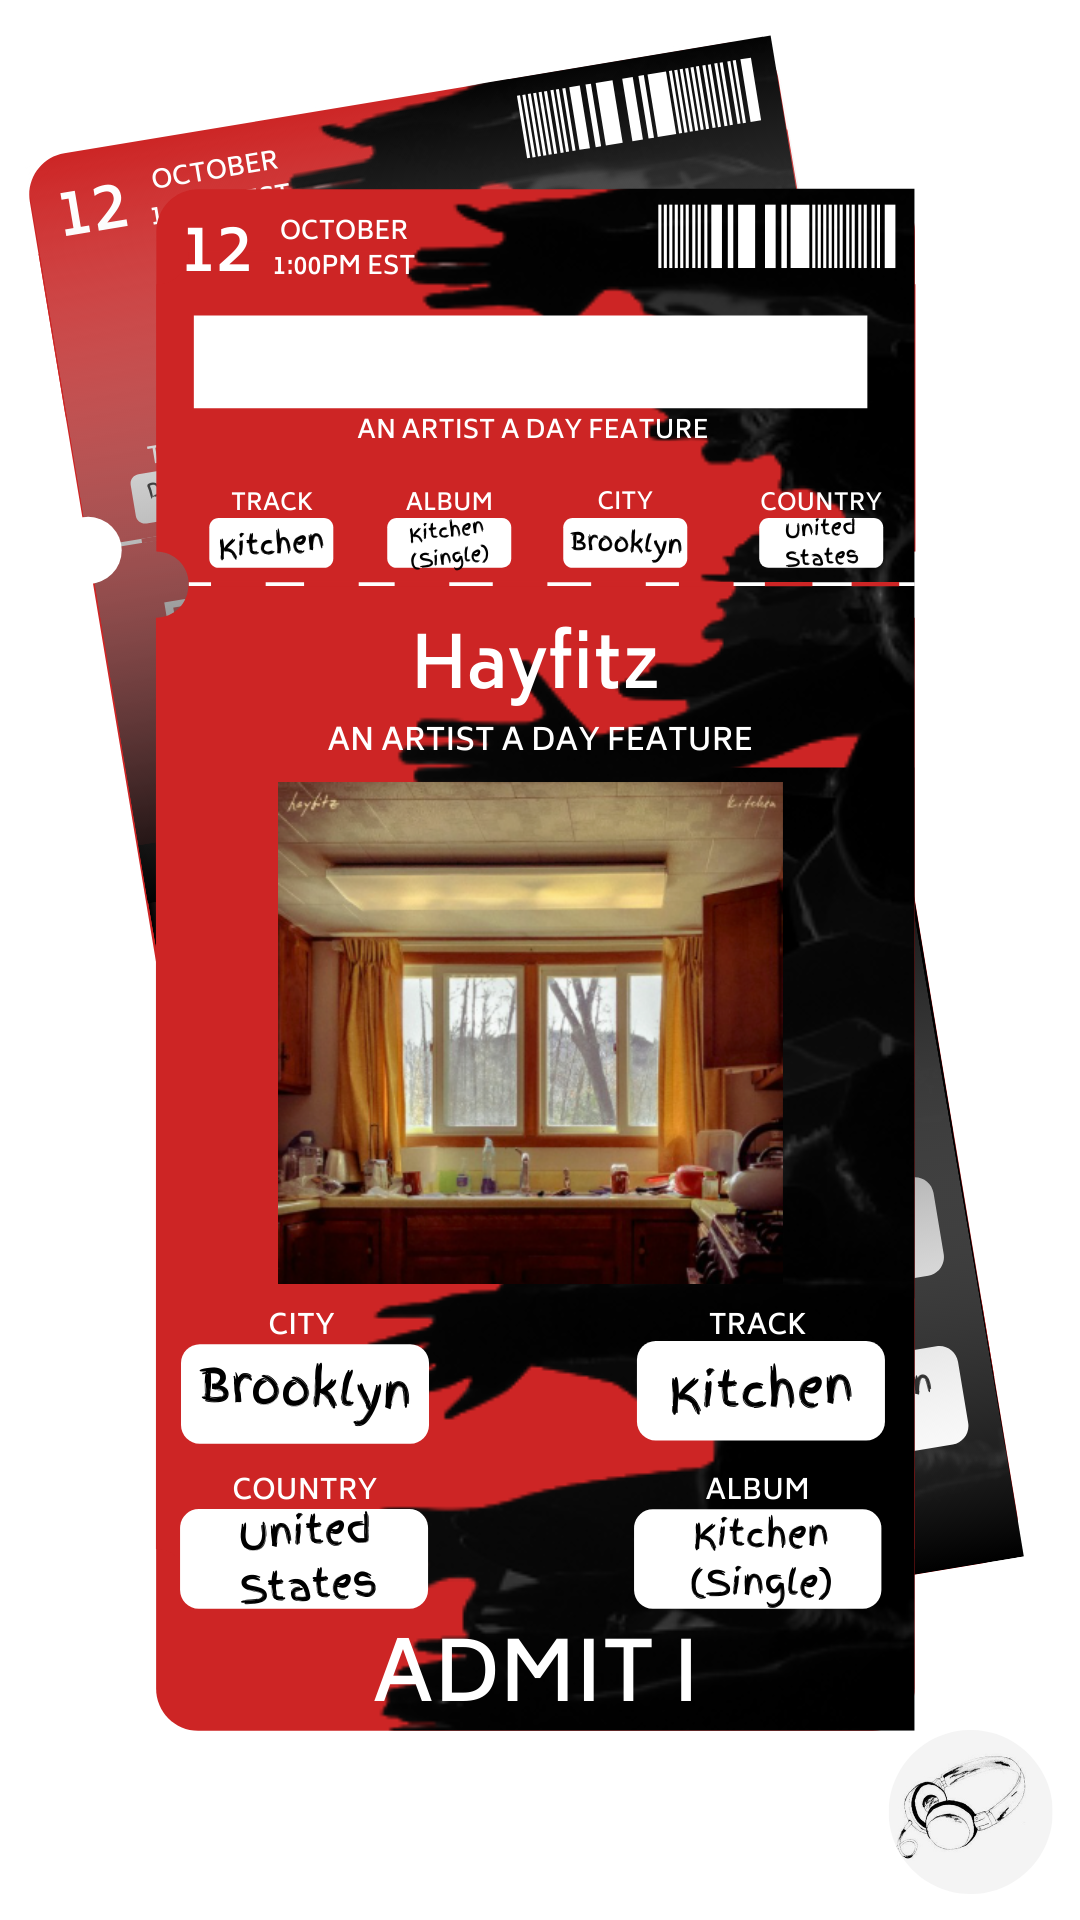 12
OCTOBER
12
OCTOBER
1:00PM EST
AN ARTIST A DAY FEATURE
TRACK
ALBUM
CITY
COUNTRY
Kitchen
Kitchen
(Single)
Brooklyn
United
States
Hayfitz
AN ARTIST A DAY FEATURE
hayfitz
Kitchen
CITY
TRACK
Brooklyn
Kitchen
COUNTRY
ALBUM
United
States
Kitchen
(Single)
ADMIT I